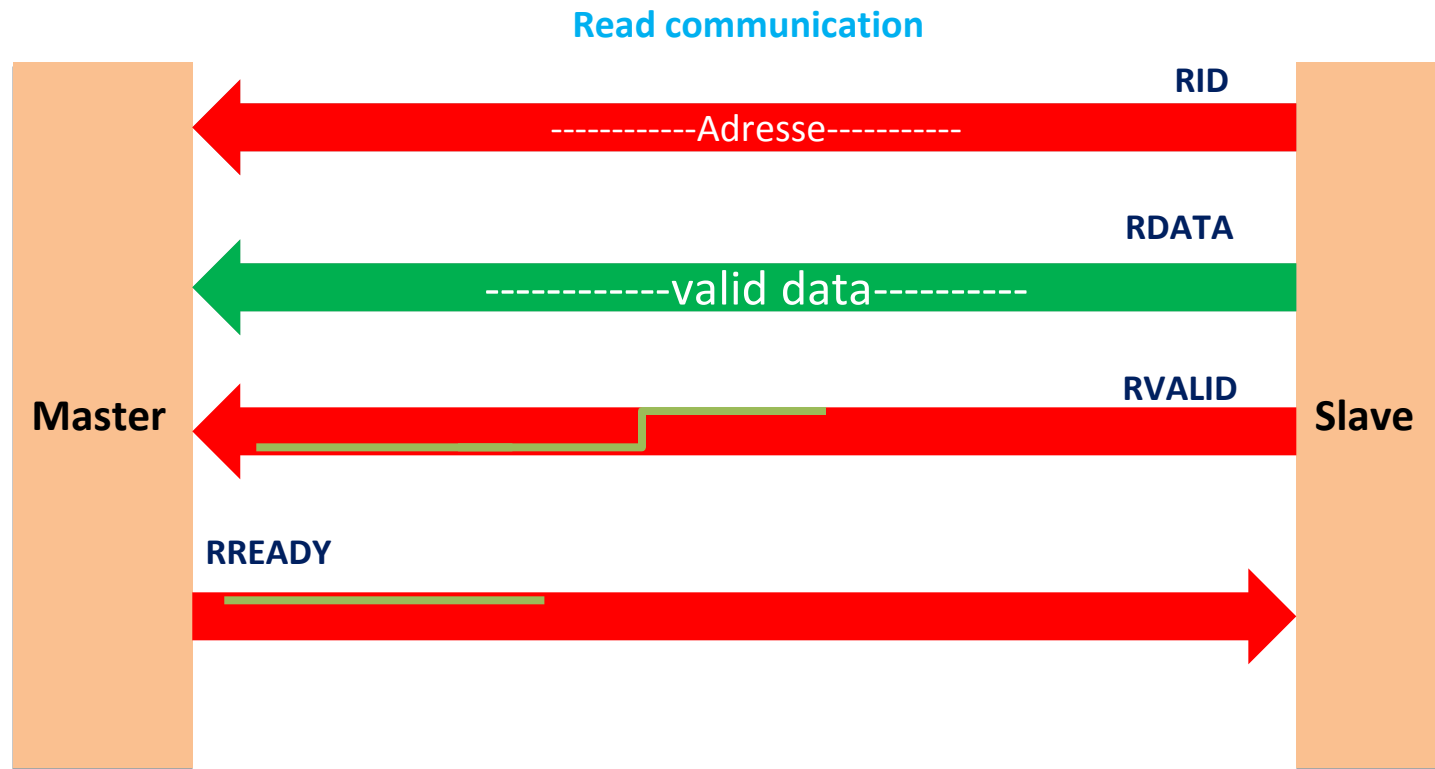 Read communication
RID
------------Adresse-----------
RDATA
------------valid data----------
RVALID
Master
Slave
RREADY